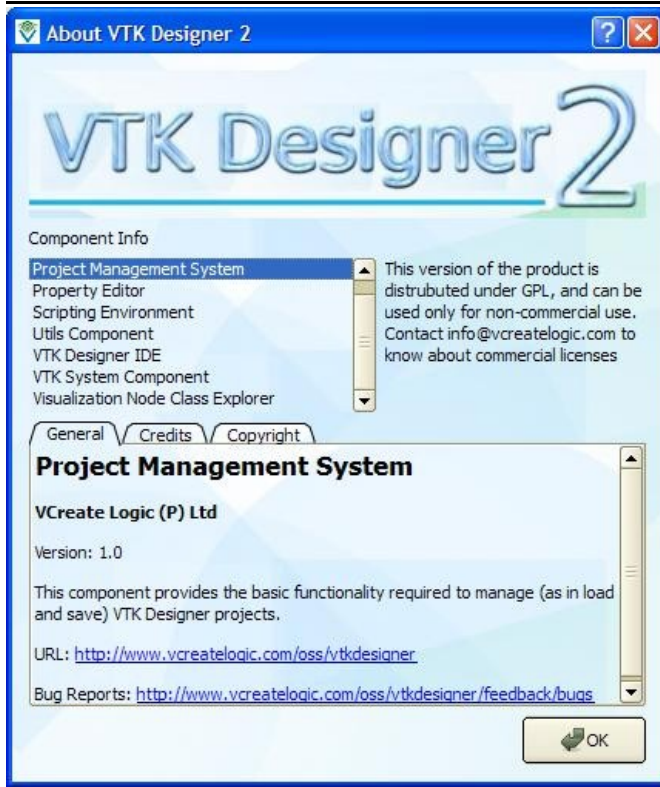 About VTK Designer 2
VTK Designer 2
Component Info
Project Management System
Property Editor
Scripting Environment
Utils Component
VTK Designer IDE
VTK System Component
Visualization Node Class Explorer
This version of the product is
distrubuted under GPL, and can be
used only for non-commercial use.
Contact info@vcreatelogic.com to
know about commercial licenses
General
Credits
Copyright
Project Management System
VCreate Logic (P) Ltd
Version: 1.0
This component provides the basic functionality required to manage (as in load
and save) VTK Designer projects.
URL: http://www.vcreatelogic.com/oss/vtkdesigner
Bug Reports: http://www.vcreatelogic.com/oss/vtkdesigner/feedback/bugs
OK